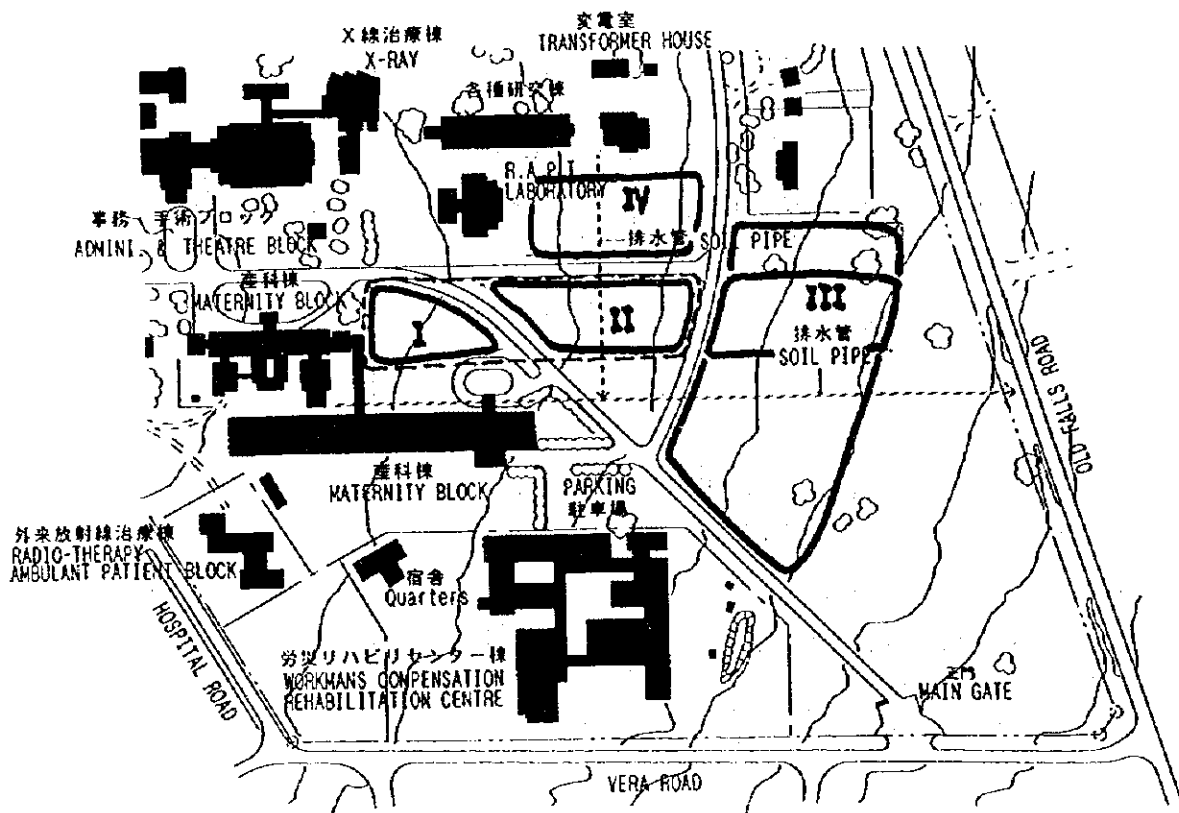 変電室
TRANSFORMER HOUSE
X線治療棟
X-RAY
各種研究棟
R.A.P.T
LABORATORY
IV
排水管 SOIL PIPE
事務・手術ブロック
ADNINI. & THEATRE BLOCK
産科棟
MATERNITY BLOCK
I
II
III
排水管
SOIL PIPE
OLD FALLS ROAD
産科棟
MATERNITY BLOCK
PARKING
駐車場
外来放射線治療棟
RADIO-THERAPY
AMBULANT PATIENT BLOCK
宿舎
Quarters
HOSPITAL ROAD
労災リハビリセンター棟
WORKMANS CONPENSATION
REHABILITATION CENTRE
正門
MAIN GATE
VERA ROAD